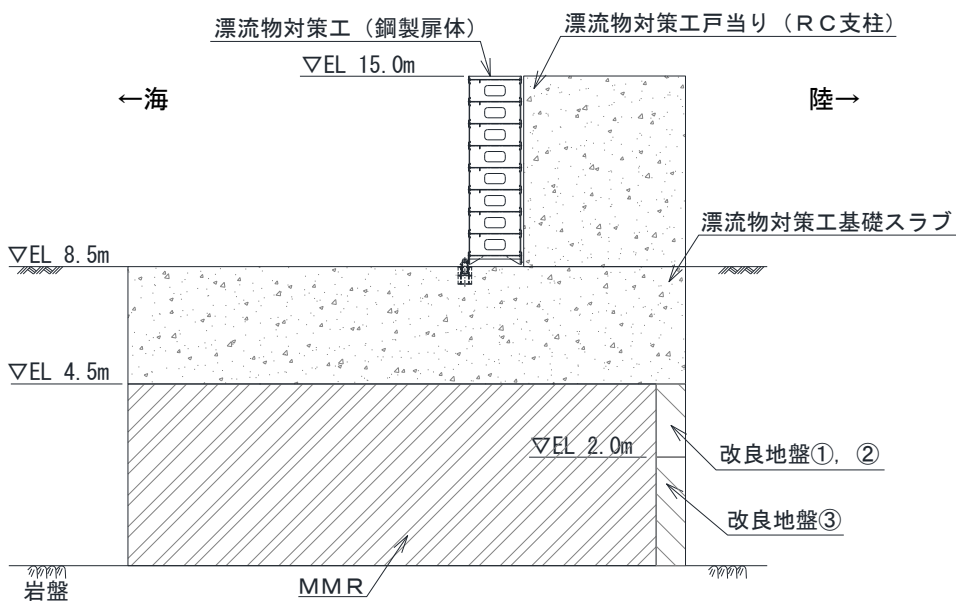 漂流物対策工（鋼製扉体）
漂流物対策工戸当り（ＲＣ支柱）
▽EL 15.0m
←海
陸→
漂流物対策工基礎スラブ
▽EL 8.5m
▽EL 4.5m
▽EL 2.0m
改良地盤①，②
改良地盤③
岩盤
ＭＭＲ